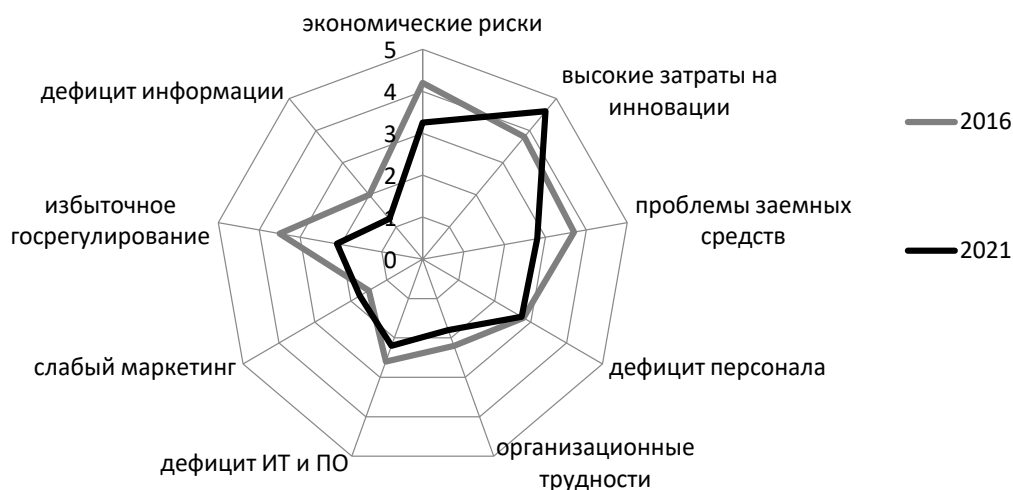 экономические риски
5
4
3
2
1
0
высокие затраты на
инновации
проблемы заемных
средств
дефицит персонала
организационные
трудности
дефицит ИТ и ПО
слабый маркетинг
избыточное
госрегулирование
дефицит информации
2016
2021